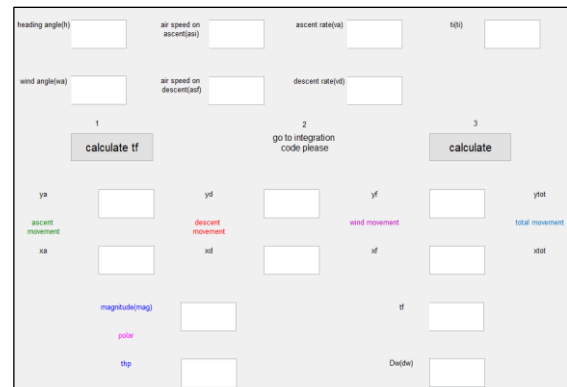 heading angle(h)
air speed on
ascent(asi)
ascent rate(va)
ti(ti)
wind angle(wa)
air speed on
descent(asf)
descent rate(vd)
1
calculate tf
2
go to integration
code please
3
calculate
ya
yd
yf
ytot
ascent
movement
descent
movement
wind movement
total movement
xa
xd
xf
xtot
magnitude(mag)
tf
polar
thp
Dw(dw)